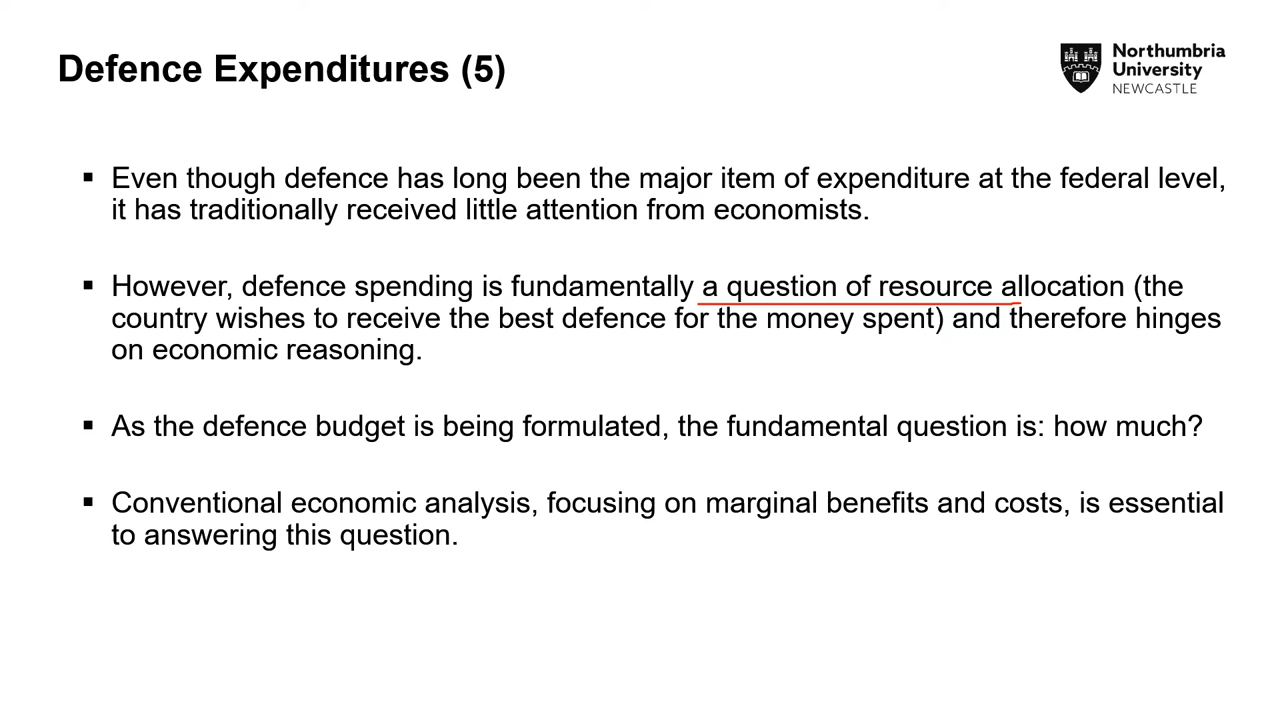 Defence Expenditures (5)
Northumbria
University
NEWCASTLE
▪ Even though defence has long been the major item of expenditure at the federal level,
it has traditionally received little attention from economists.
▪ However, defence spending is fundamentally a question of resource allocation (the
country wishes to receive the best defence for the money spent) and therefore hinges
on economic reasoning.
▪ As the defence budget is being formulated, the fundamental question is: how much?
▪ Conventional economic analysis, focusing on marginal benefits and costs, is essential
to answering this question.